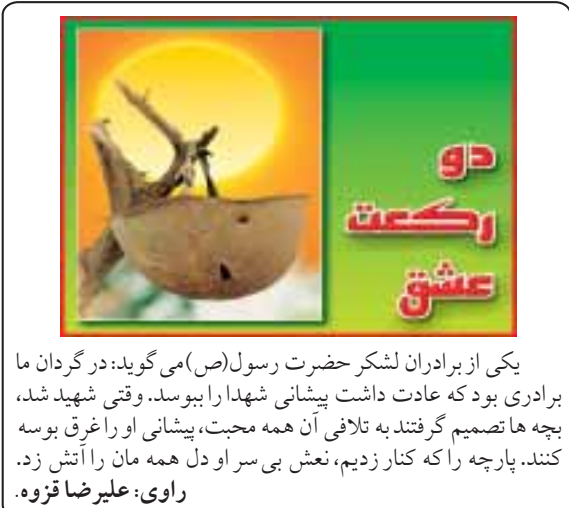 دو
رکعت
عشق
یکی از برادران لشکر حضرت رسول(ص)می گوید: در گردان ما
برادری بود که عادت داشت پیشانی شهدا را ببوسد. وقتی شهید شد،
بچه ها تصمیم گرفتند به تلافی آن همه محبت، پیشانی او را غرق بوسه
کنند. پارچه را که کنار زدیم، نعش بی سر او دل همه مان را آتش زد.
راوی: علیرضا قزوه.